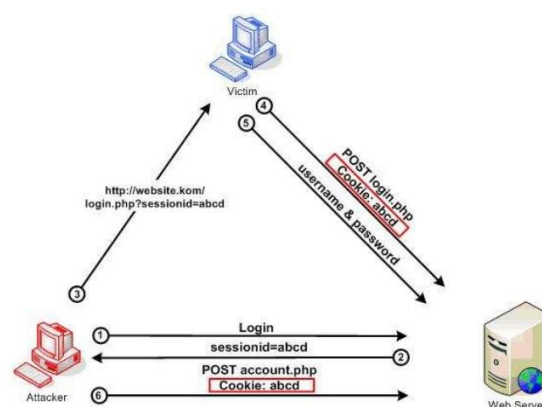 Victim
4
5
POST login.php
Cookie: abcd
username & password
http://website.kom/
login.php?sessionid=abcd
3
1
Login
sessionid=abcd
2
POST account.php
6
Cookie: abcd
Attacker
Web Server